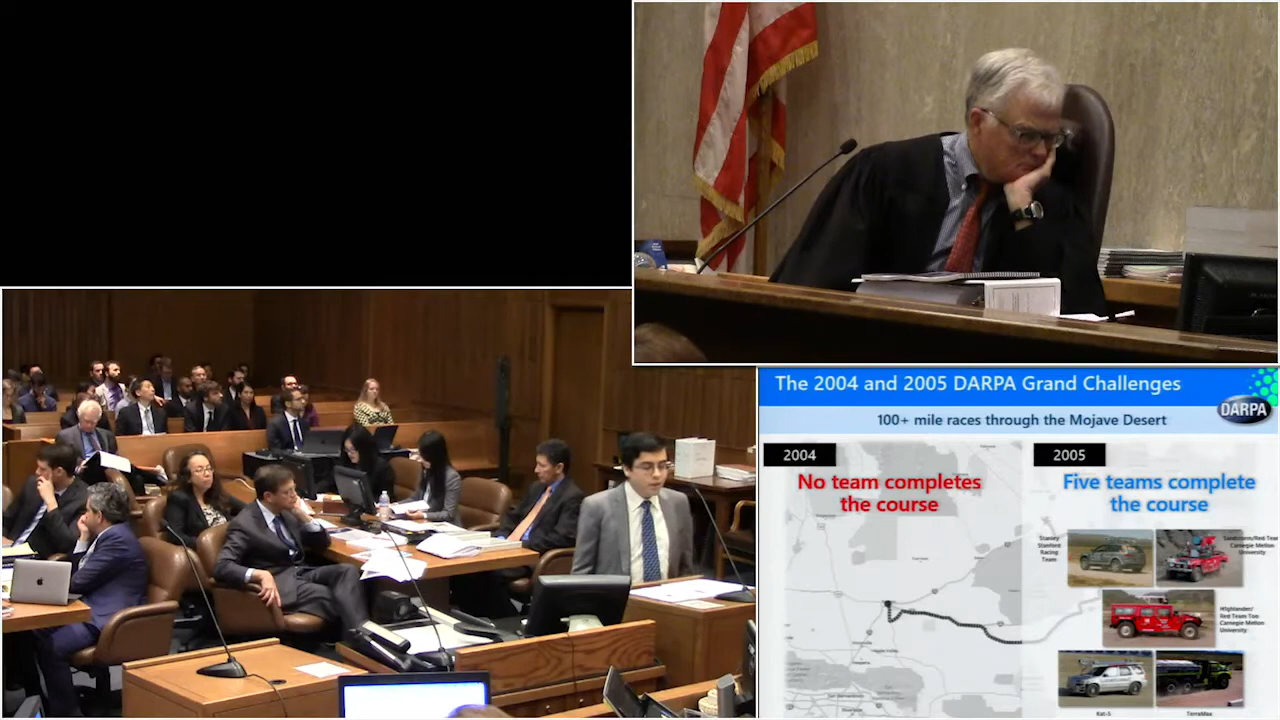 The 2004 and 2005 DARPA Grand Challenges
DARPA
100+ mile races through the Mojave Desert
2004
No team completes
the course
2005
Five teams complete
the course
Stanley
Stanford
Racing
Team
Sandstorm/Red Team
Carnegie Mellon
University
H1ghlander/
Red Team Too
Carnegie Mellon
University
Kat-5
TerraMax